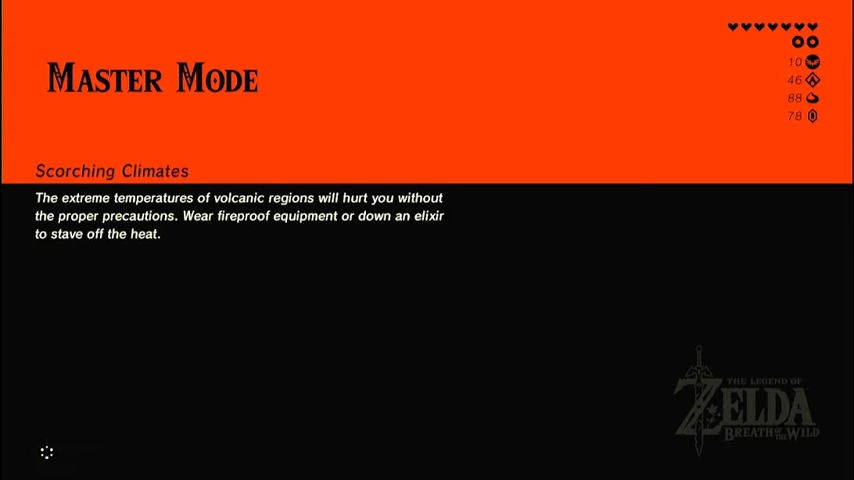 MASTER MODE
10
46
88
78
Scorching Climates
The extreme temperatures of volcanic regions will hurt you without
the proper precautions. Wear fireproof equipment or down an elixir
to stave off the heat.
THE LEGEND OF
ZELDA
BREATH OF THE WILD